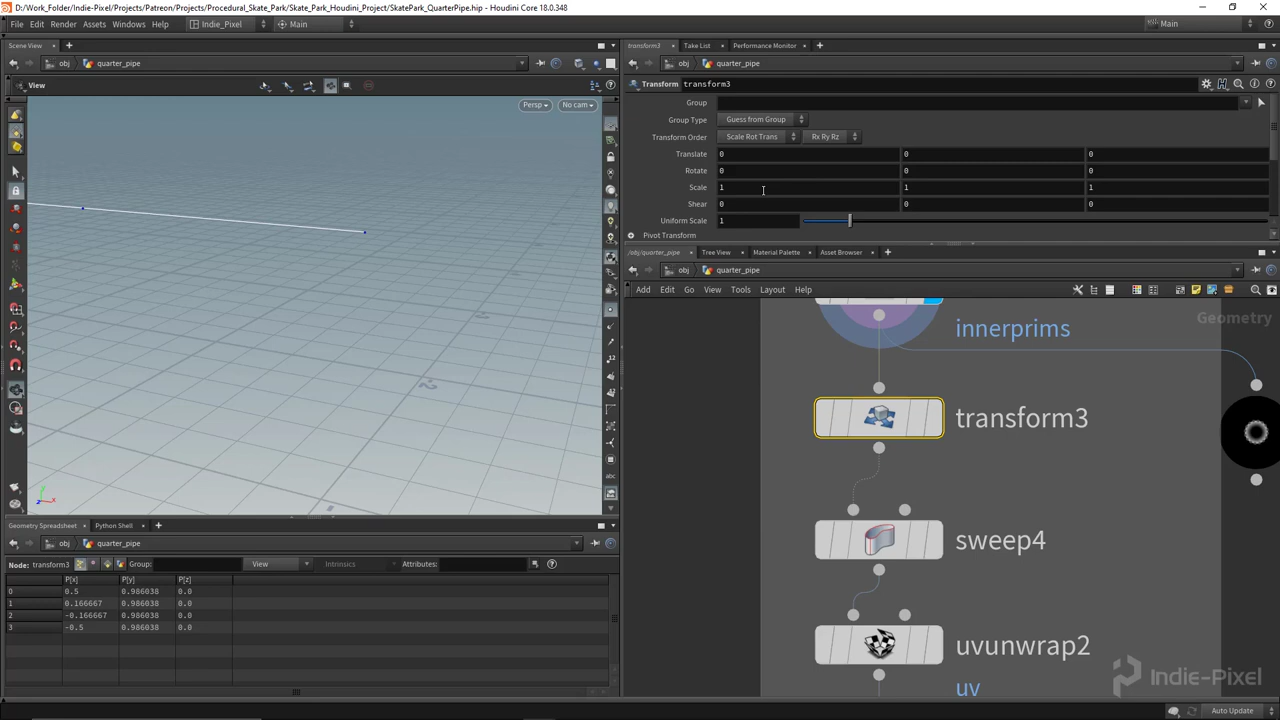 D:/Work_Folder/Indie-Pixel/Projects/Patreon/Projects/Procedural_Skate_Park/Skate_Park_Houdini_Project/SkatePark_QuarterPipe.hip - Houdini Core 18.0.348
File Edit Render Assets Windows Help Indie_Pixel Main Main
Scene View
transform3 Take List Performance Monitor
obj quarter_pipe
obj quarter_pipe
View
Transform transform3
Persp No cam
Group
Group Type Guess from Group
Transform Order Scale Rot Trans Rx Ry Rz
Translate 0 0 0
Rotate 0 0 0
Scale 1 1 1
Shear 0 0 0
Uniform Scale 1
Pivot Transform
/obj/quarter_pipe Tree View Material Palette Asset Browser
obj quarter_pipe
Add Edit Go View Tools Layout Help
Geometry
innerprims
transform3
sweep4
uvunwrap2
uv
Indie-Pixel
Geometry Spreadsheet Python Shell
obj quarter_pipe
Node: transform3 Group: View Intrinsics Attributes:
P[x] P[y] P[z]
0 0.5 0.986038 0.0
1 0.166667 0.986038 0.0
2 -0.166667 0.986038 0.0
3 -0.5 0.986038 0.0
Auto Update